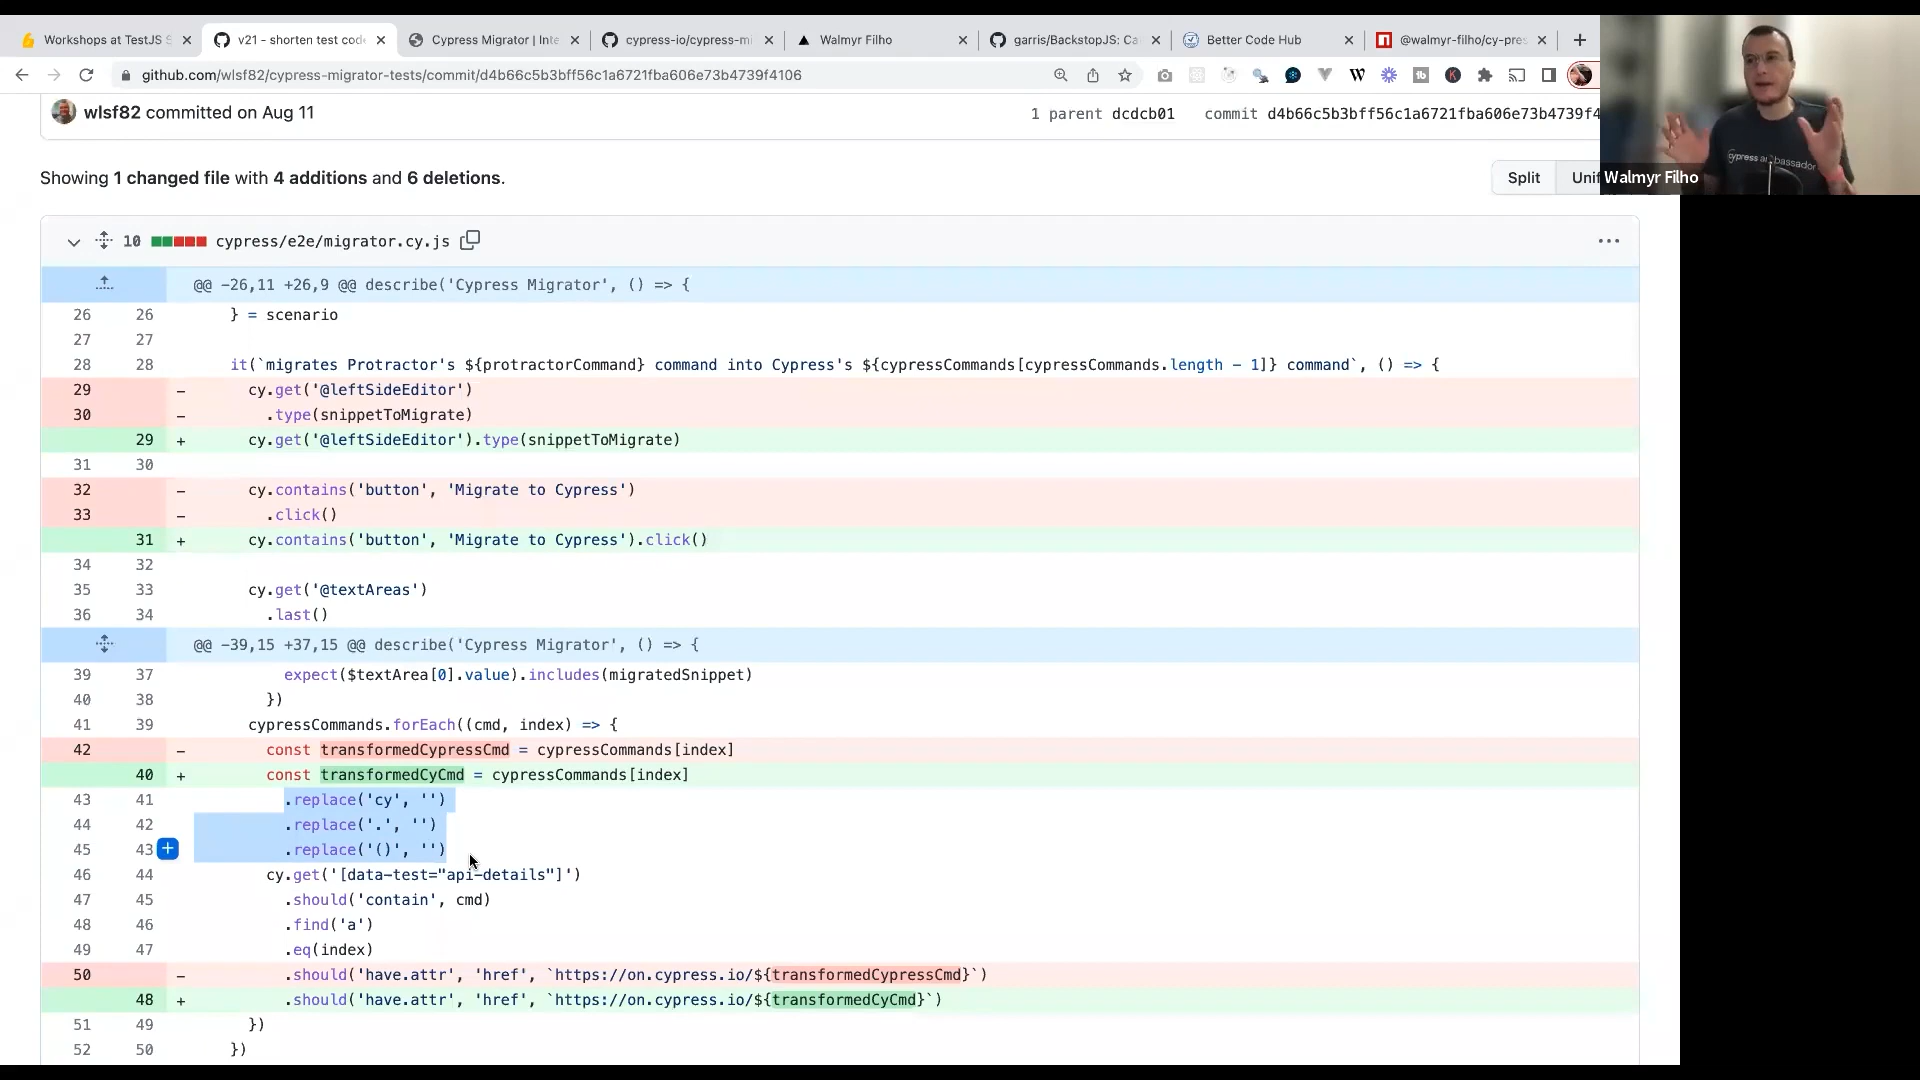 Workshops at TestJS S
v21 - shorten test code
Cypress Migrator | Inte
cypress-io/cypress-mi
Walmyr Filho
garris/BackstopJS: Ca
Better Code Hub
@walmyr-filho/cy-pres
github.com/wlsf82/cypress-migrator-tests/commit/d4b66c5b3bff56c1a6721fba606e73b4739f4106
wlsf82 committed on Aug 11
1 parent dcdcb01 commit d4b66c5b3bff56c1a6721fba606e73b4739f4
Showing 1 changed file with 4 additions and 6 deletions.
Split Unif
Walmyr Filho
cypress ambassador
10 cypress/e2e/migrator.cy.js
@@ -26,11 +26,9 @@ describe('Cypress Migrator', () => {
26 26 } = scenario
27 27
28 28 it(`migrates Protractor's ${protractorCommand} command into Cypress's ${cypressCommands[cypressCommands.length - 1]} command`, () => {
29 - cy.get('@leftSideEditor')
30 - .type(snippetToMigrate)
29 + cy.get('@leftSideEditor').type(snippetToMigrate)
31 30
32 - cy.contains('button', 'Migrate to Cypress')
33 - .click()
31 + cy.contains('button', 'Migrate to Cypress').click()
34 32
35 33 cy.get('@textAreas')
36 34 .last()
@@ -39,15 +37,15 @@ describe('Cypress Migrator', () => {
39 37 expect($textArea[0].value).includes(migratedSnippet)
40 38 })
41 39 cypressCommands.forEach((cmd, index) => {
42 - const transformedCypressCmd = cypressCommands[index]
40 + const transformedCyCmd = cypressCommands[index]
43 41 .replace('cy', '')
44 42 .replace('.', '')
45 43 .replace('()', '')
46 44 cy.get('[data-test="api-details"]')
47 45 .should('contain', cmd)
48 46 .find('a')
49 47 .eq(index)
50 - .should('have.attr', 'href', `https://on.cypress.io/${transformedCypressCmd}`)
48 + .should('have.attr', 'href', `https://on.cypress.io/${transformedCyCmd}`)
51 49 })
52 50 })